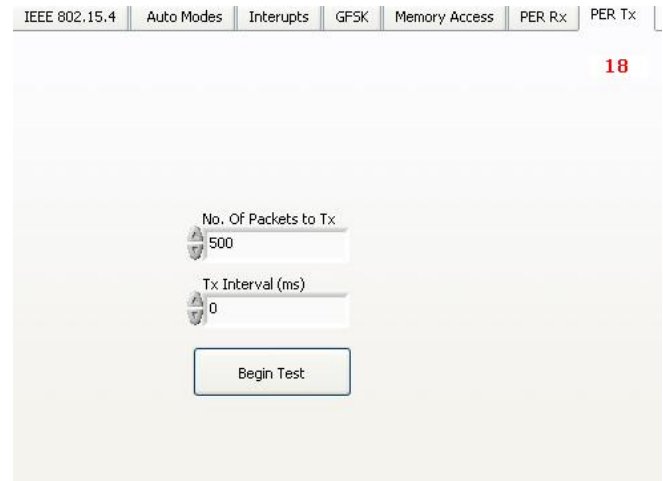 IEEE 802.15.4 Auto Modes Interupts GFSK Memory Access PER Rx PER Tx
18
No. Of Packets to Tx
500
Tx Interval (ms)
0
Begin Test